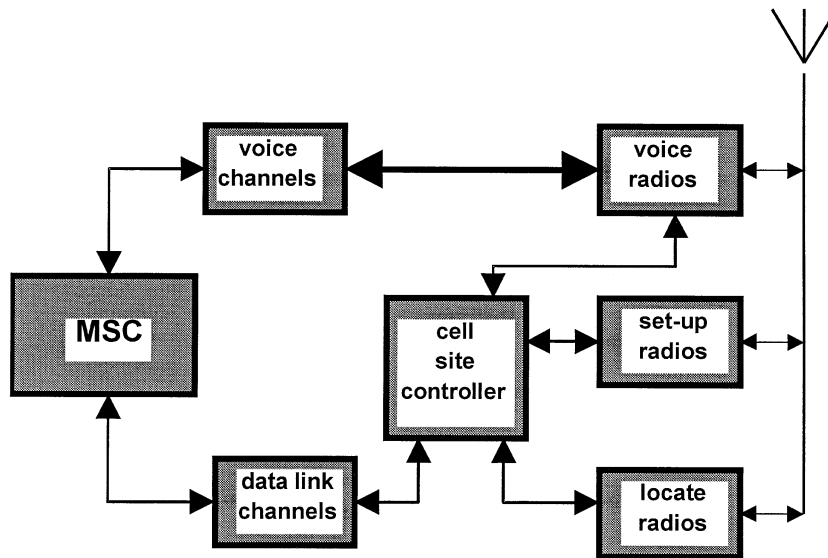 voice
channels
voice
radios
MSC
cell
site
controller
set-up
radios
data link
channels
locate
radios